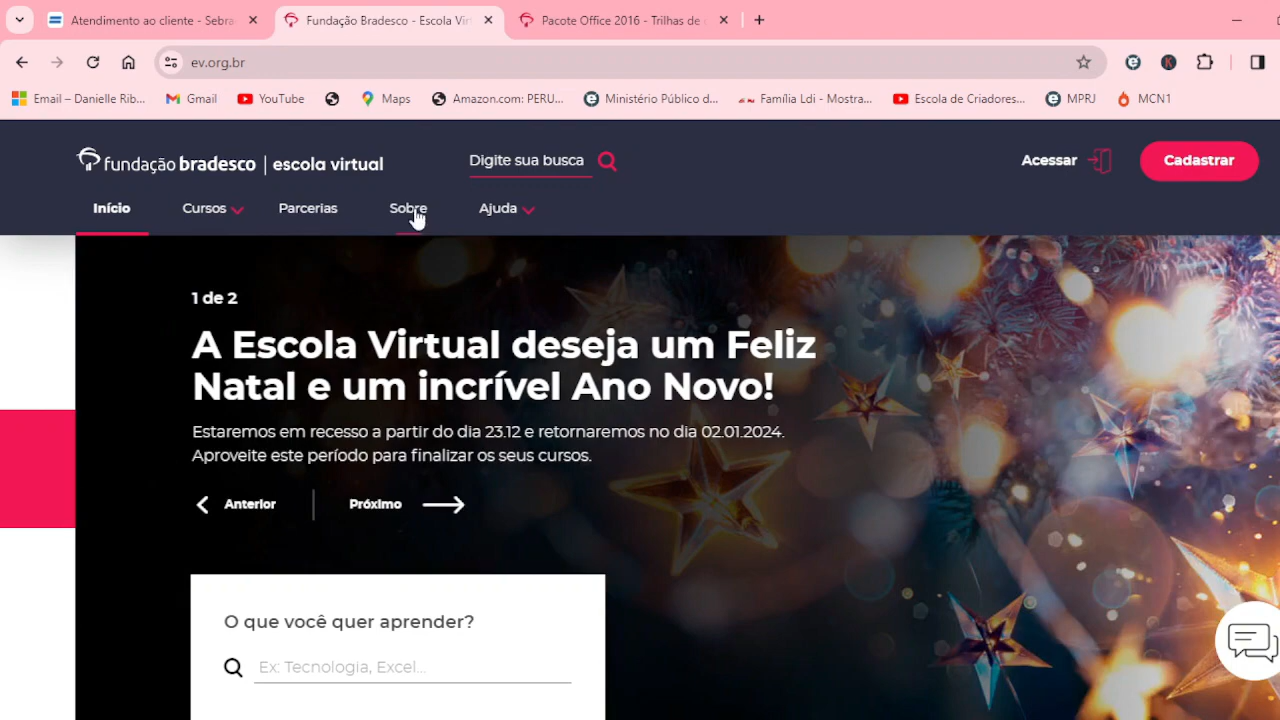 Atendimento ao cliente - Sebra
Fundação Bradesco - Escola Virt
Pacote Office 2016 - Trilhas de
ev.org.br
Email – Danielle Rib...
Gmail
YouTube
Maps
Amazon.com: PERU...
Ministério Público d...
Família Ldi - Mostra...
Escola de Criadores...
MPRJ
MCN1
fundação bradesco | escola virtual
Digite sua busca
Acessar
Cadastrar
Início
Cursos
Parcerias
Sobre
Ajuda
1 de 2
A Escola Virtual deseja um Feliz
Natal e um incrível Ano Novo!
Estaremos em recesso a partir do dia 23.12 e retornaremos no dia 02.01.2024.
Aproveite este período para finalizar os seus cursos.
Anterior
Próximo
O que você quer aprender?
Ex: Tecnologia, Excel...